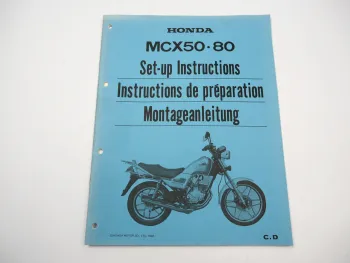 HONDA
MCX50·80
Set-up Instructions
Instructions de préparation
Montageanleitung
C.D